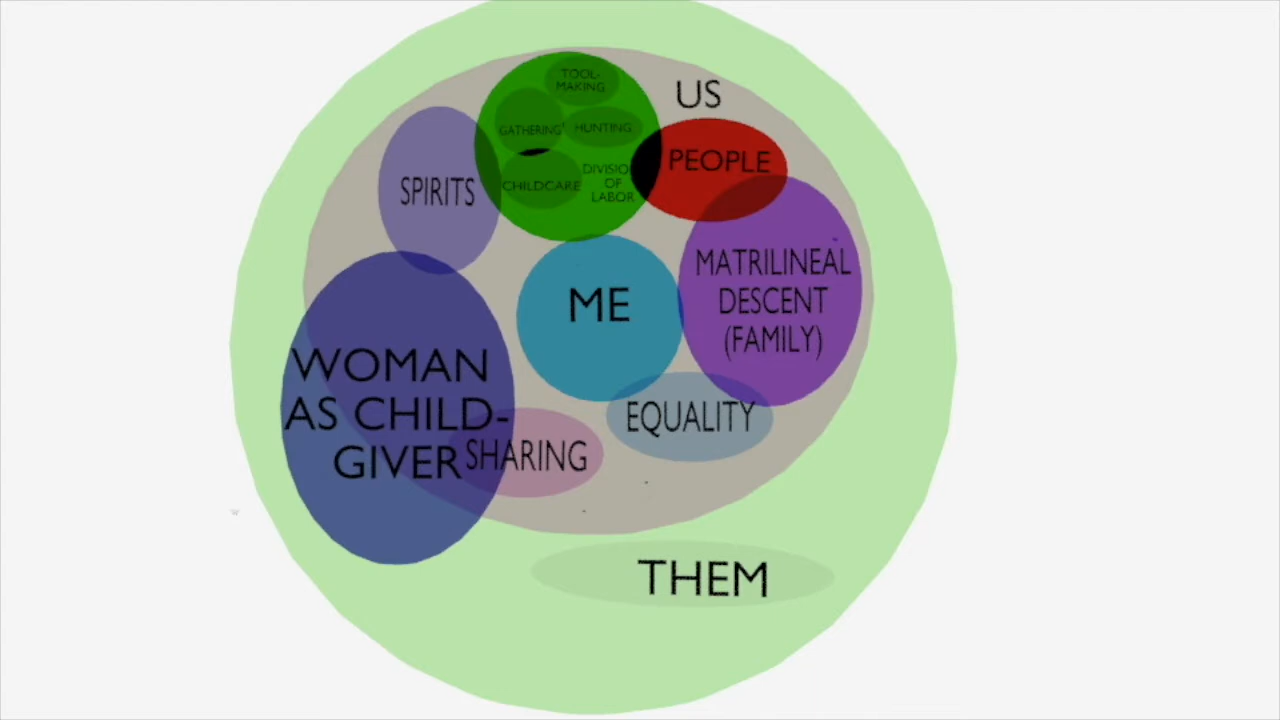 TOOL-
MAKING
US
GATHERING
HUNTING
PEOPLE
SPIRITS
CHILDCARE
DIVISIO
OF
LABOR
MATRILINEAL
DESCENT
(FAMILY)
ME
WOMAN
AS CHILD-
GIVER
SHARING
EQUALITY
THEM